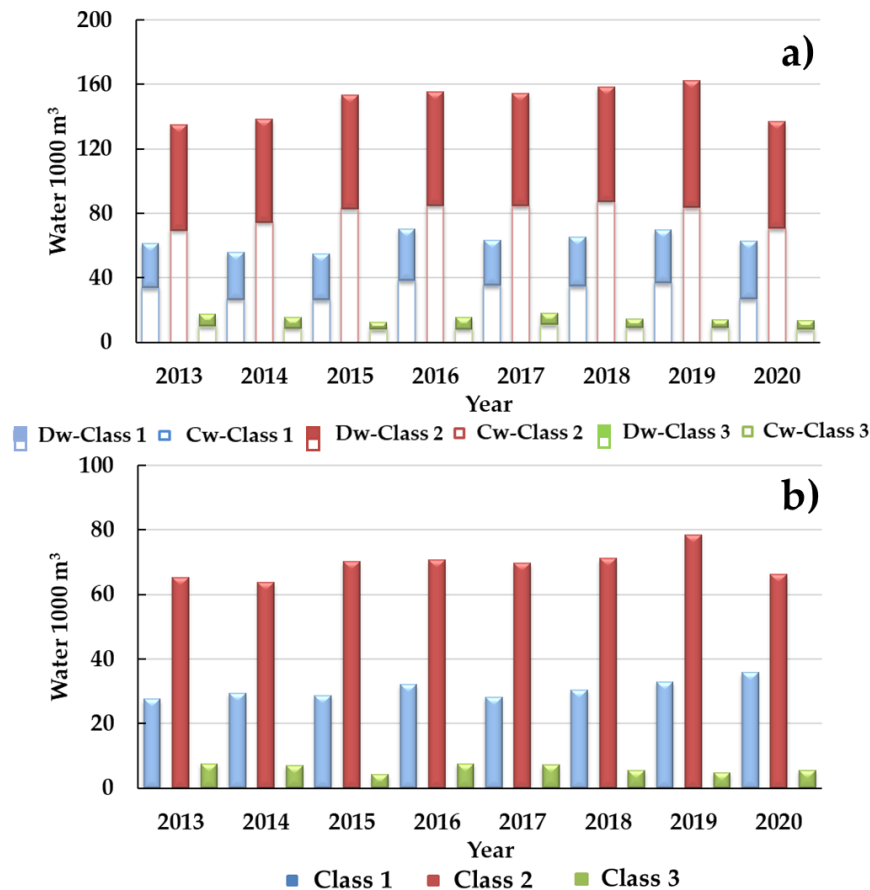 200
160
120
80
40
0
Water 1000 m³
a)
2013 2014 2015 2016 2017 2018 2019 2020
Year
Dw-Class 1 Cw-Class 1 Dw-Class 2 Cw-Class 2 Dw-Class 3 Cw-Class 3
100
80
60
40
20
0
Water 1000 m³
b)
2013 2014 2015 2016 2017 2018 2019 2020
Year
Class 1 Class 2 Class 3